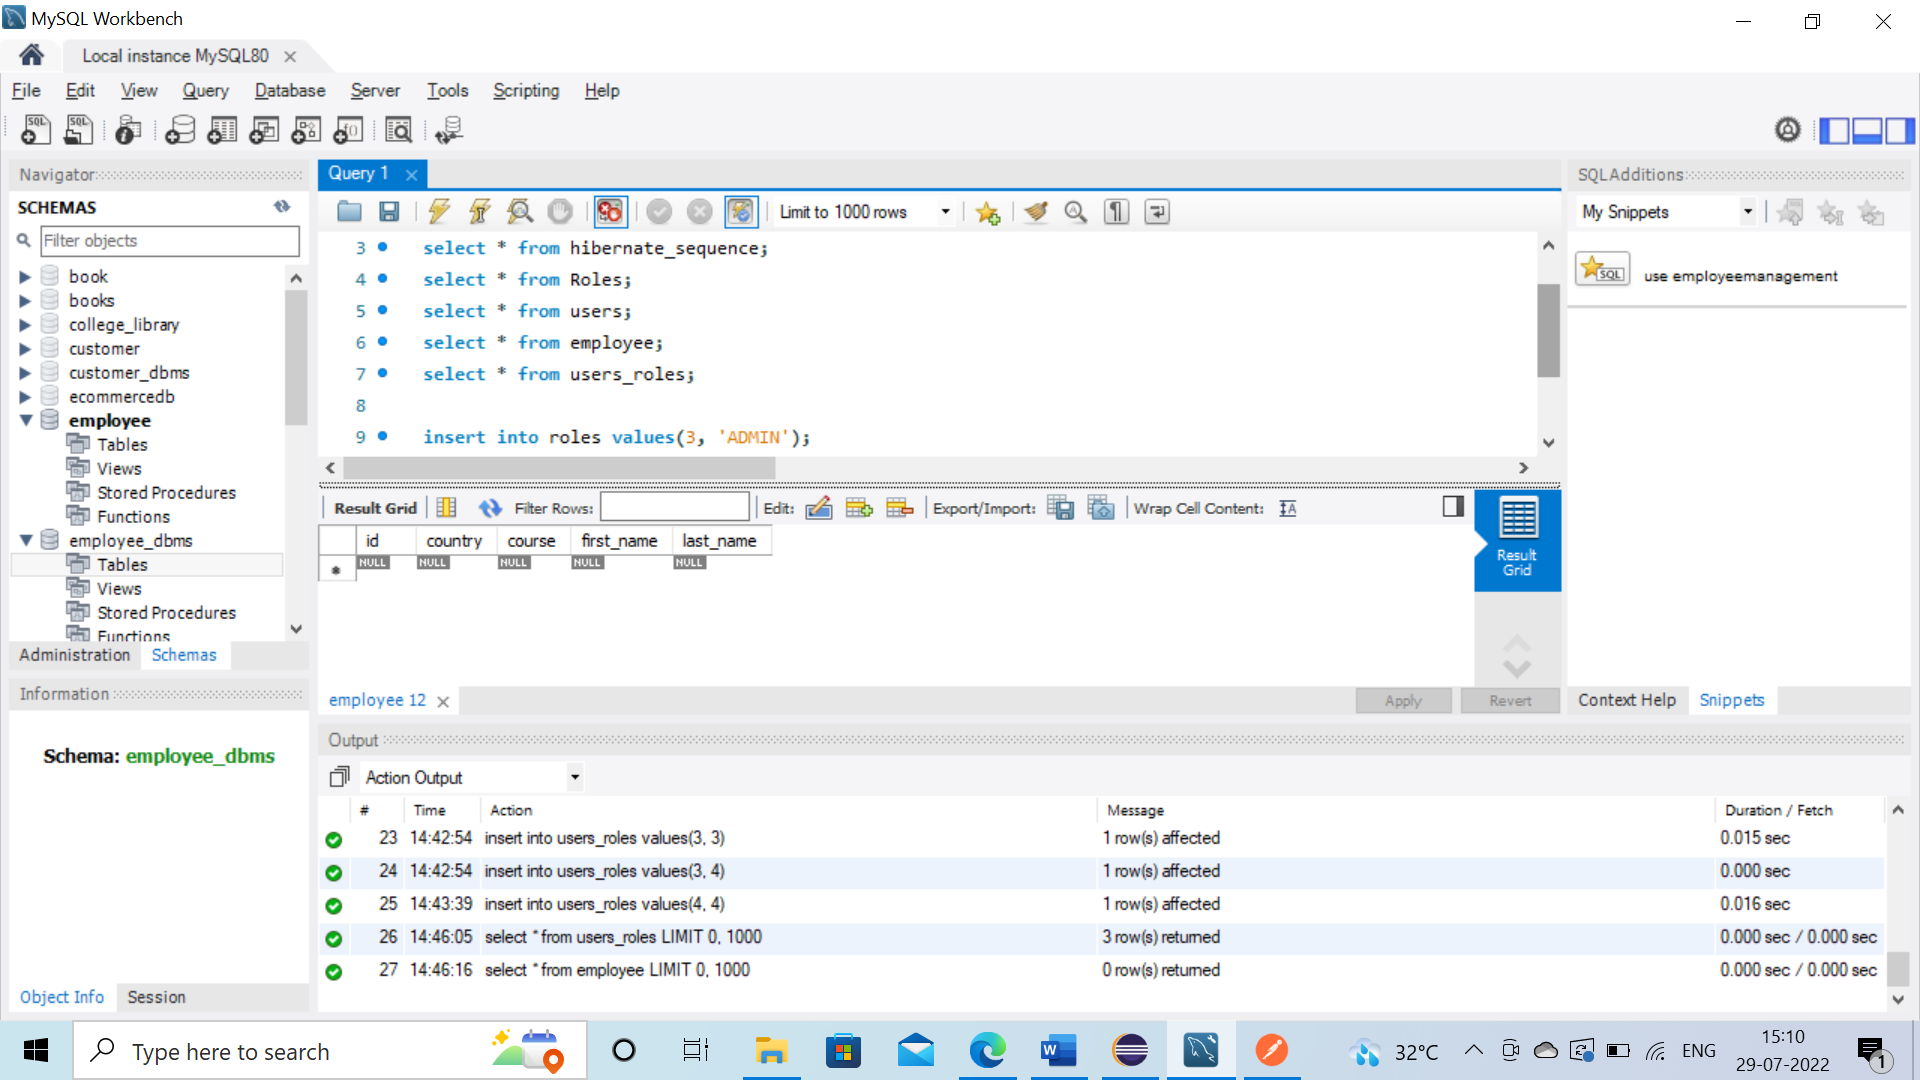 MySQL Workbench
Local instance MySQL80
File Edit View Query Database Server Tools Scripting Help
Navigator
SCHEMAS
Filter objects
book
books
college_library
customer
customer_dbms
ecommercedb
employee
Tables
Views
Stored Procedures
Functions
employee_dbms
Tables
Views
Stored Procedures
Functions
Administration Schemas
Information
Schema: employee_dbms
Object Info Session
Query 1
Limit to 1000 rows
3 select * from hibernate_sequence;
4 select * from Roles;
5 select * from users;
6 select * from employee;
7 select * from users_roles;
8
9 insert into roles values(3, 'ADMIN');
Result Grid Filter Rows: Edit: Export/Import: Wrap Cell Content:
id country course first_name last_name
NULL NULL NULL NULL NULL
Result
Grid
employee 12
Apply Revert
SQLAdditions
My Snippets
SQL use employeemanagement
Context Help Snippets
Output
Action Output
# Time Action Message Duration / Fetch
23 14:42:54 insert into users_roles values(3, 3) 1 row(s) affected 0.015 sec
24 14:42:54 insert into users_roles values(3, 4) 1 row(s) affected 0.000 sec
25 14:43:39 insert into users_roles values(4, 4) 1 row(s) affected 0.016 sec
26 14:46:05 select * from users_roles LIMIT 0, 1000 3 row(s) returned 0.000 sec / 0.000 sec
27 14:46:16 select * from employee LIMIT 0, 1000 0 row(s) returned 0.000 sec / 0.000 sec
Type here to search
32°C
ENG
15:10
29-07-2022
1